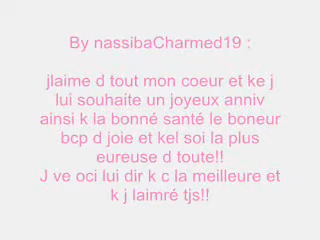 By nassibaCharmed19 :
jlaime d tout mon coeur et ke j
lui souhaite un joyeux anniv
ainsi k la bonné santé le boneur
bcp d joie et kel soi la plus
eureuse d toute!!
J ve oci lui dir k c la meilleure et
k j laimré tjs!!